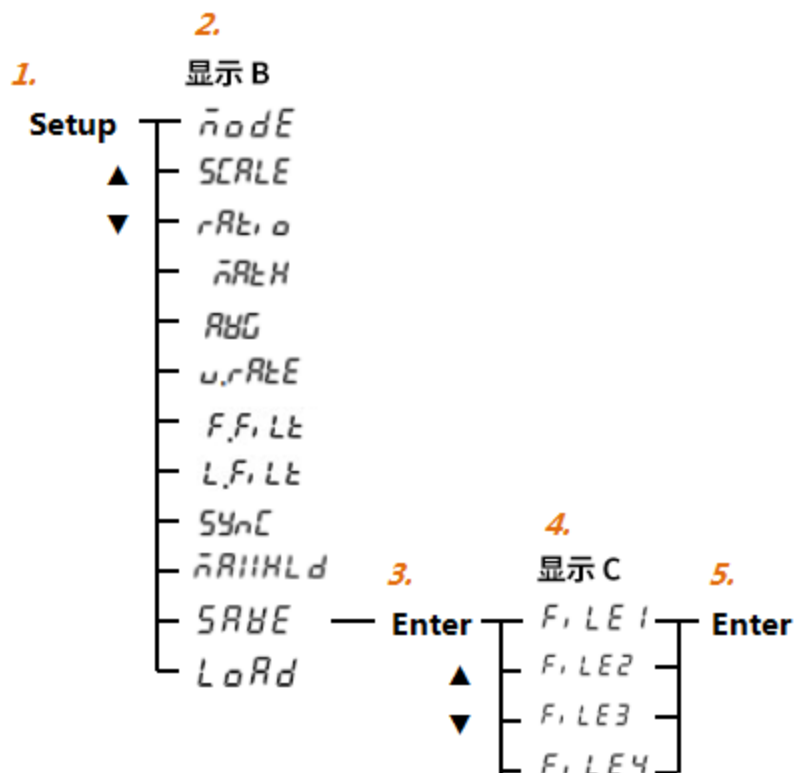 2.
显示 B
1.
Setup
modE
SCALE
▲
▼
rAtio
mAtH
AVG
u.rAtE
F.FiLt
L.FiLt
SYnC
4.
mAXHLd
3.
显示 C
5.
SAVE
Enter
FiLE1
Enter
LoAd
▲
FiLE2
▼
FiLE3
FiLE4